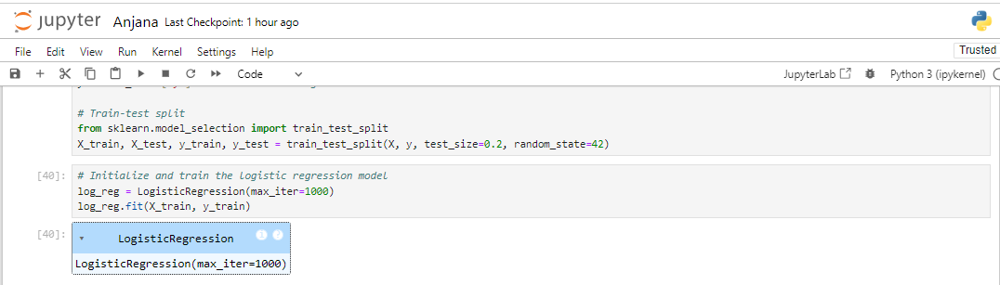 jupyter Anjana Last Checkpoint: 1 hour ago
File Edit View Run Kernel Settings Help Trusted
Code JupyterLab Python 3 (ipykernel)
# Train-test split
from sklearn.model_selection import train_test_split
X_train, X_test, y_train, y_test = train_test_split(X, y, test_size=0.2, random_state=42)
[40]: # Initialize and train the logistic regression model
log_reg = LogisticRegression(max_iter=1000)
log_reg.fit(X_train, y_train)
[40]: LogisticRegression i ?
LogisticRegression(max_iter=1000)